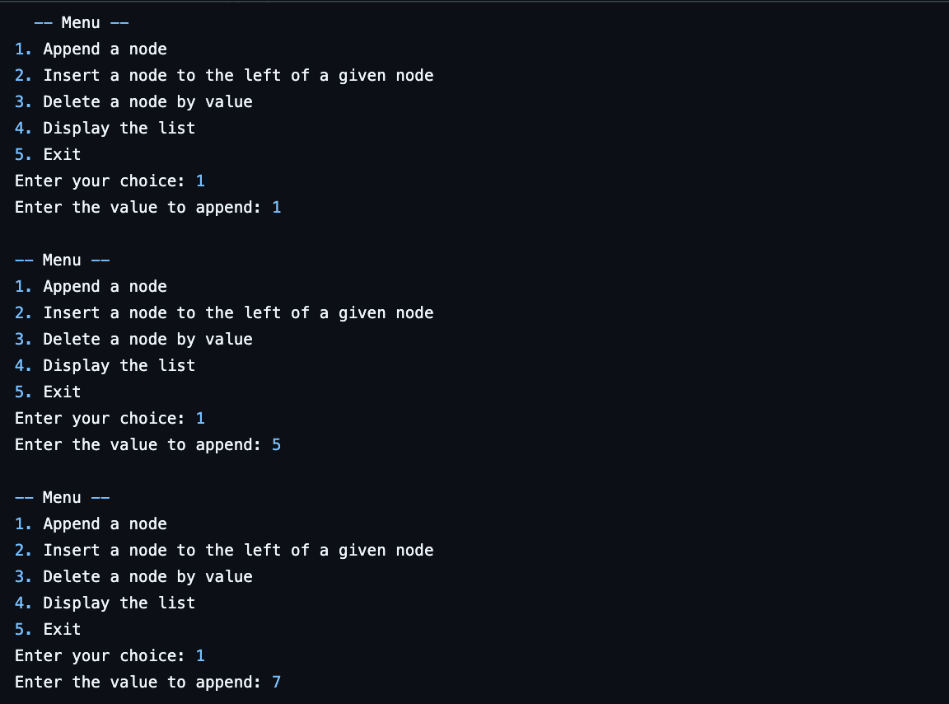 -- Menu --
1. Append a node
2. Insert a node to the left of a given node
3. Delete a node by value
4. Display the list
5. Exit
Enter your choice: 1
Enter the value to append: 1
-- Menu --
1. Append a node
2. Insert a node to the left of a given node
3. Delete a node by value
4. Display the list
5. Exit
Enter your choice: 1
Enter the value to append: 5
-- Menu --
1. Append a node
2. Insert a node to the left of a given node
3. Delete a node by value
4. Display the list
5. Exit
Enter your choice: 1
Enter the value to append: 7